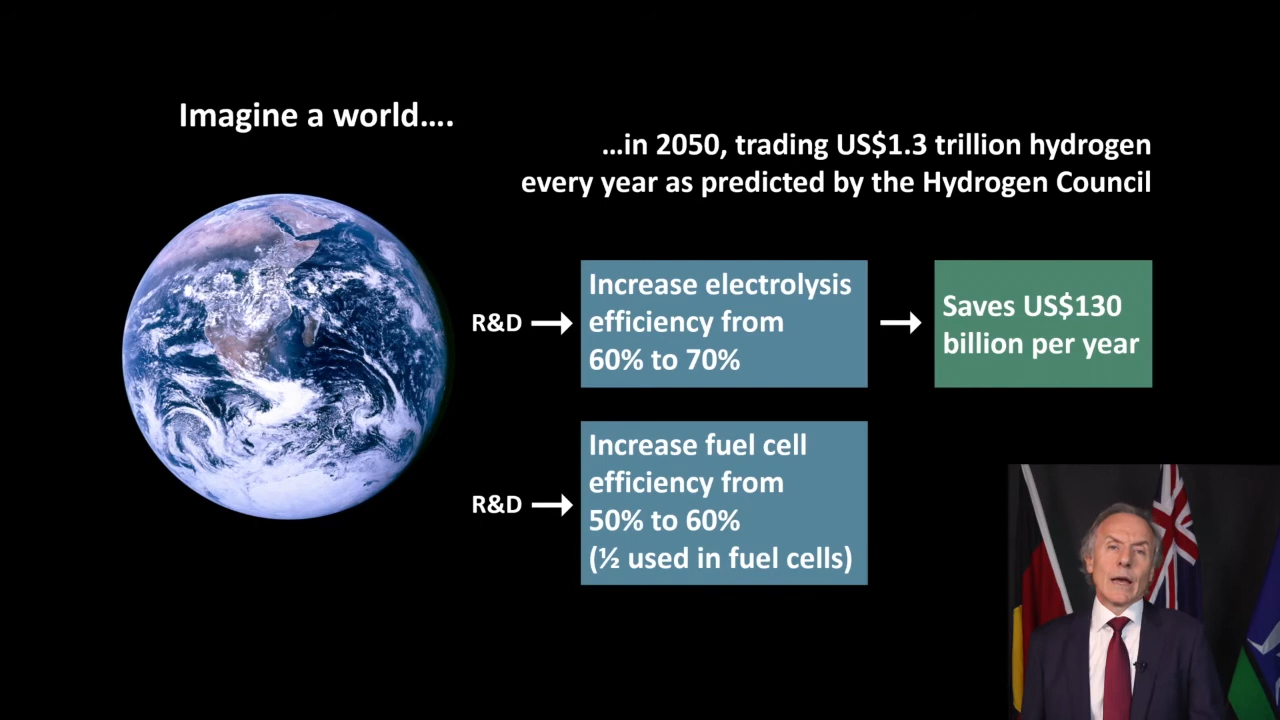 Imagine a world....
...in 2050, trading US$1.3 trillion hydrogen
every year as predicted by the Hydrogen Council
R&D
Increase electrolysis
efficiency from
60% to 70%
Saves US$130
billion per year
R&D
Increase fuel cell
efficiency from
50% to 60%
(½ used in fuel cells)